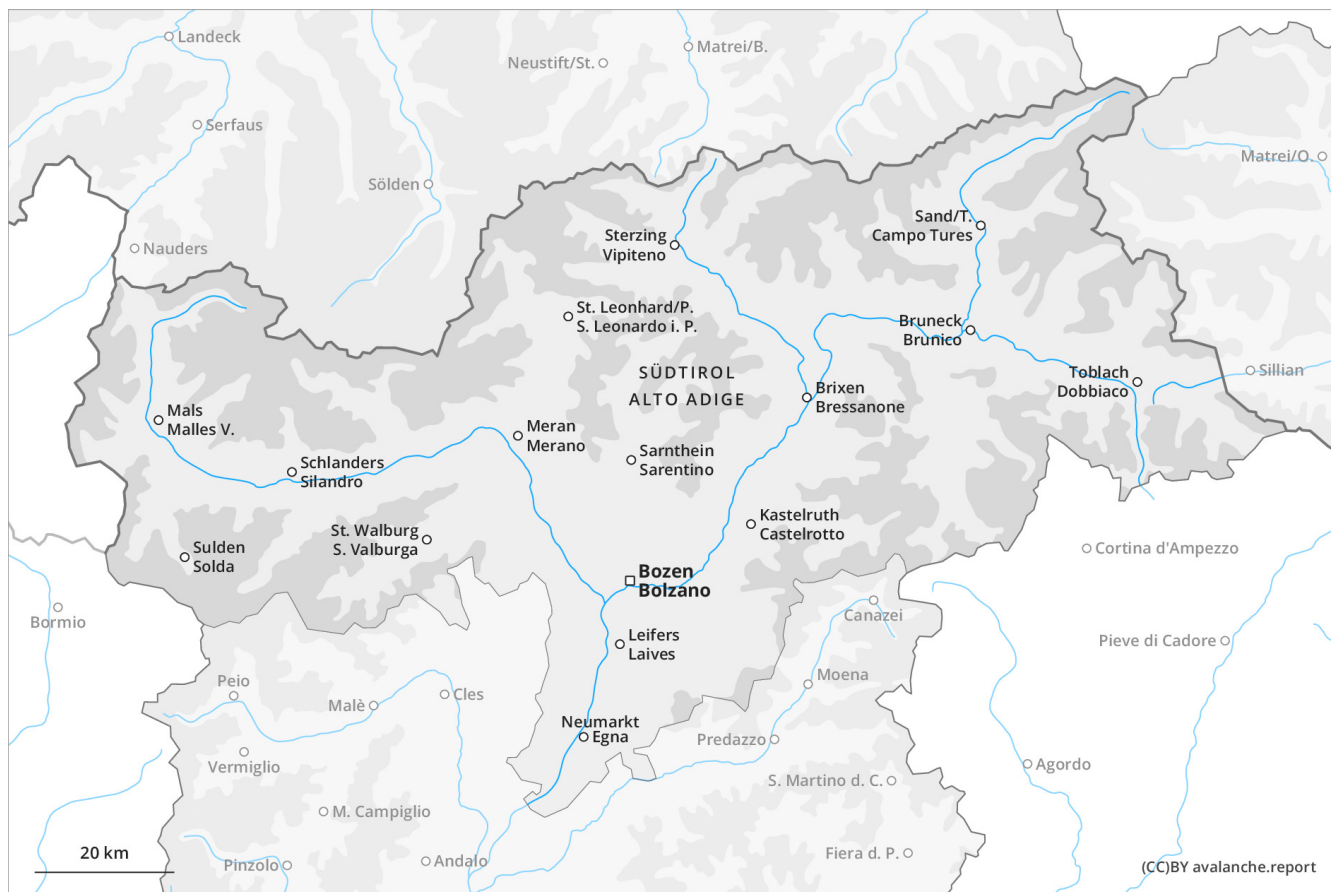 Landeck
Matrei/B.
Neustift/St.
Serfaus
Matrei/O.
Sölden
Sand/T.
Campo Tures
Sterzing
Vipiteno
Nauders
St. Leonhard/P.
S. Leonardo i. P.
Bruneck
Brunico
SÜDTIROL
ALTO ADIGE
Toblach
Dobbiaco
Sillian
Brixen
Bressanone
Mals
Malles V.
Meran
Merano
Schlanders
Silandro
Sarnthein
Sarentino
Kastelruth
Castelrotto
St. Walburg
S. Valburga
Sulden
Solda
Cortina d'Ampezzo
Bozen
Bolzano
Bormio
Canazei
Leifers
Laives
Pieve di Cadore
Peio
Malè
Cles
Moena
Neumarkt
Egna
Predazzo
Vermiglio
Agordo
S. Martino d. C.
M. Campiglio
20 km
Pinzolo
Andalo
Fiera d. P.
(CC)BY avalanche.report